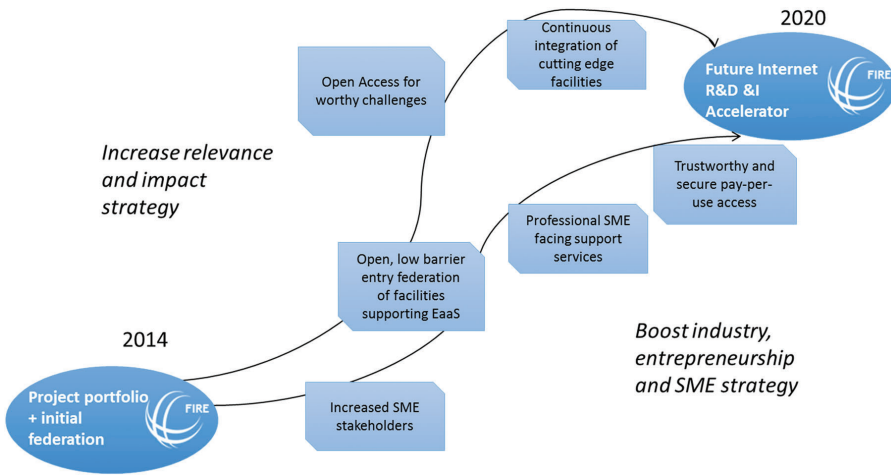 2020
Continuous
integration of
cutting edge
facilities
Future Internet
R&D &I
Accelerator
FIRE
Open Access for
worthy challenges
Increase relevance
and impact
strategy
Trustworthy and
secure pay-per-
use access
Professional SME
facing support
services
Open, low barrier
entry federation
of facilities
supporting EaaS
2014
Boost industry,
entrepreneurship
and SME strategy
Project portfolio
+ initial
federation
FIRE
Increased SME
stakeholders